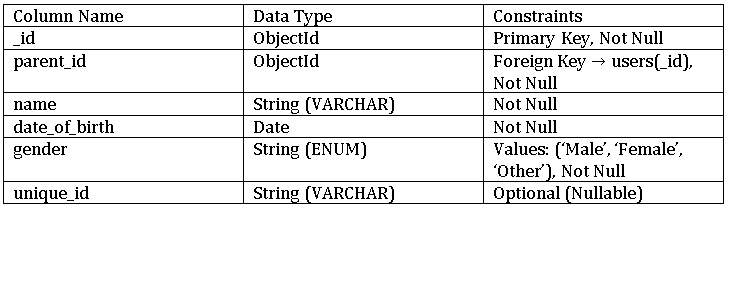 Column Name Data Type Constraints
_id ObjectId Primary Key, Not Null
parent_id ObjectId Foreign Key → users(_id),
Not Null
name String (VARCHAR) Not Null
date_of_birth Date Not Null
gender String (ENUM) Values: (‘Male’, ‘Female’,
‘Other’), Not Null
unique_id String (VARCHAR) Optional (Nullable)